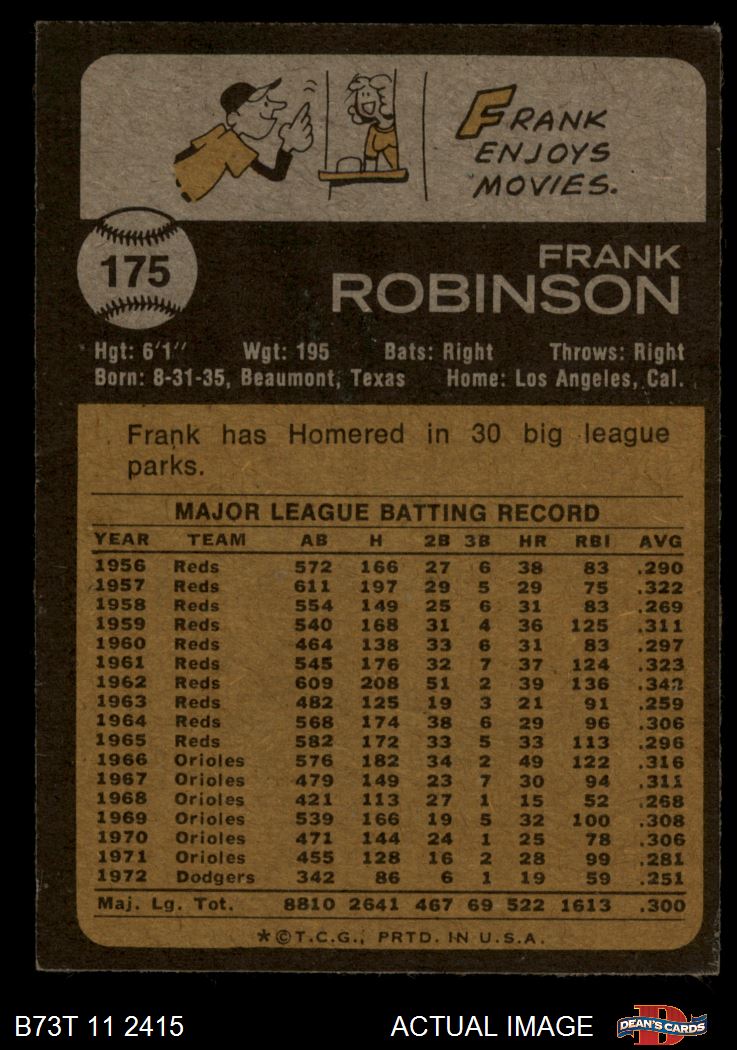 FRANK
ENJOYS
MOVIES.
175
FRANK
ROBINSON
Hgt: 6'1" Wgt: 195 Bats: Right Throws: Right
Born: 8-31-35, Beaumont, Texas Home: Los Angeles, Cal.
Frank has Homered in 30 big league
parks.
MAJOR LEAGUE BATTING RECORD
YEAR TEAM AB H 2B 3B HR RBI AVG
1956 Reds 572 166 27 6 38 83 .290
1957 Reds 611 197 29 5 29 75 .322
1958 Reds 554 149 25 6 31 83 .269
1959 Reds 540 168 31 4 36 125 .311
1960 Reds 464 138 33 6 31 83 .297
1961 Reds 545 176 32 7 37 124 .323
1962 Reds 609 208 51 2 39 136 .342
1963 Reds 482 125 19 3 21 91 .259
1964 Reds 568 174 38 6 29 96 .306
1965 Reds 582 172 33 5 33 113 .296
1966 Orioles 576 182 34 2 49 122 .316
1967 Orioles 479 149 23 7 30 94 .311
1968 Orioles 421 113 27 1 15 52 .268
1969 Orioles 539 166 19 5 32 100 .308
1970 Orioles 471 144 24 1 25 78 .306
1971 Orioles 455 128 16 2 28 99 .281
1972 Dodgers 342 86 6 1 19 59 .251
Maj. Lg. Tot. 8810 2641 467 69 522 1613 .300
*©T.C.G., PRTD. IN U.S.A.
B73T 11 2415 ACTUAL IMAGE D DEAN'S CARDS